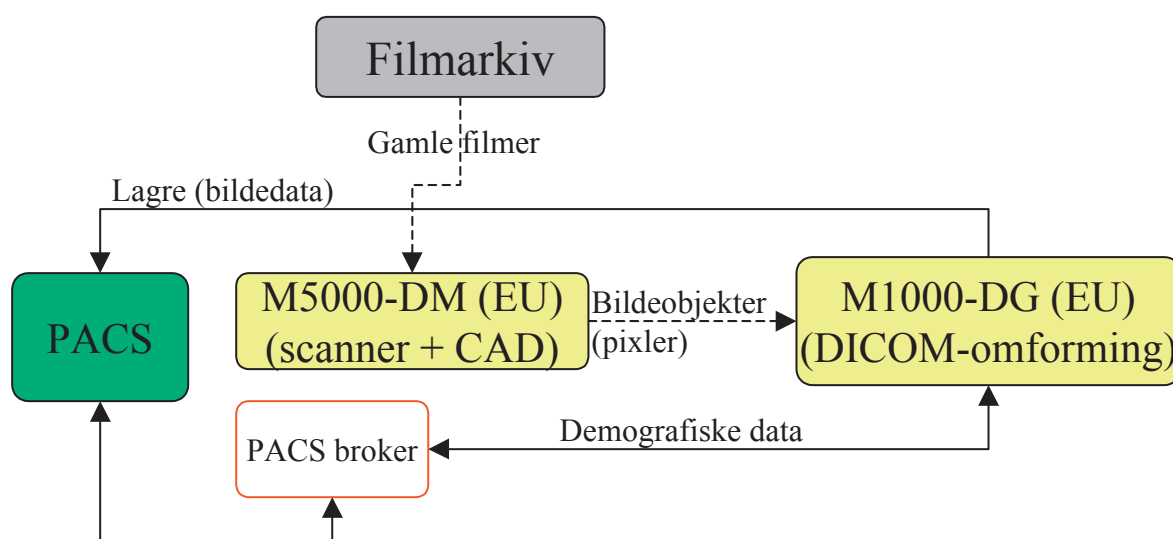 Filmarkiv
Gamle filmer
Lagre (bildedata)
PACS
M5000-DM (EU)
(scanner + CAD)
Bildeobjekter
(pixler)
M1000-DG (EU)
(DICOM-omforming)
PACS broker
Demografiske data